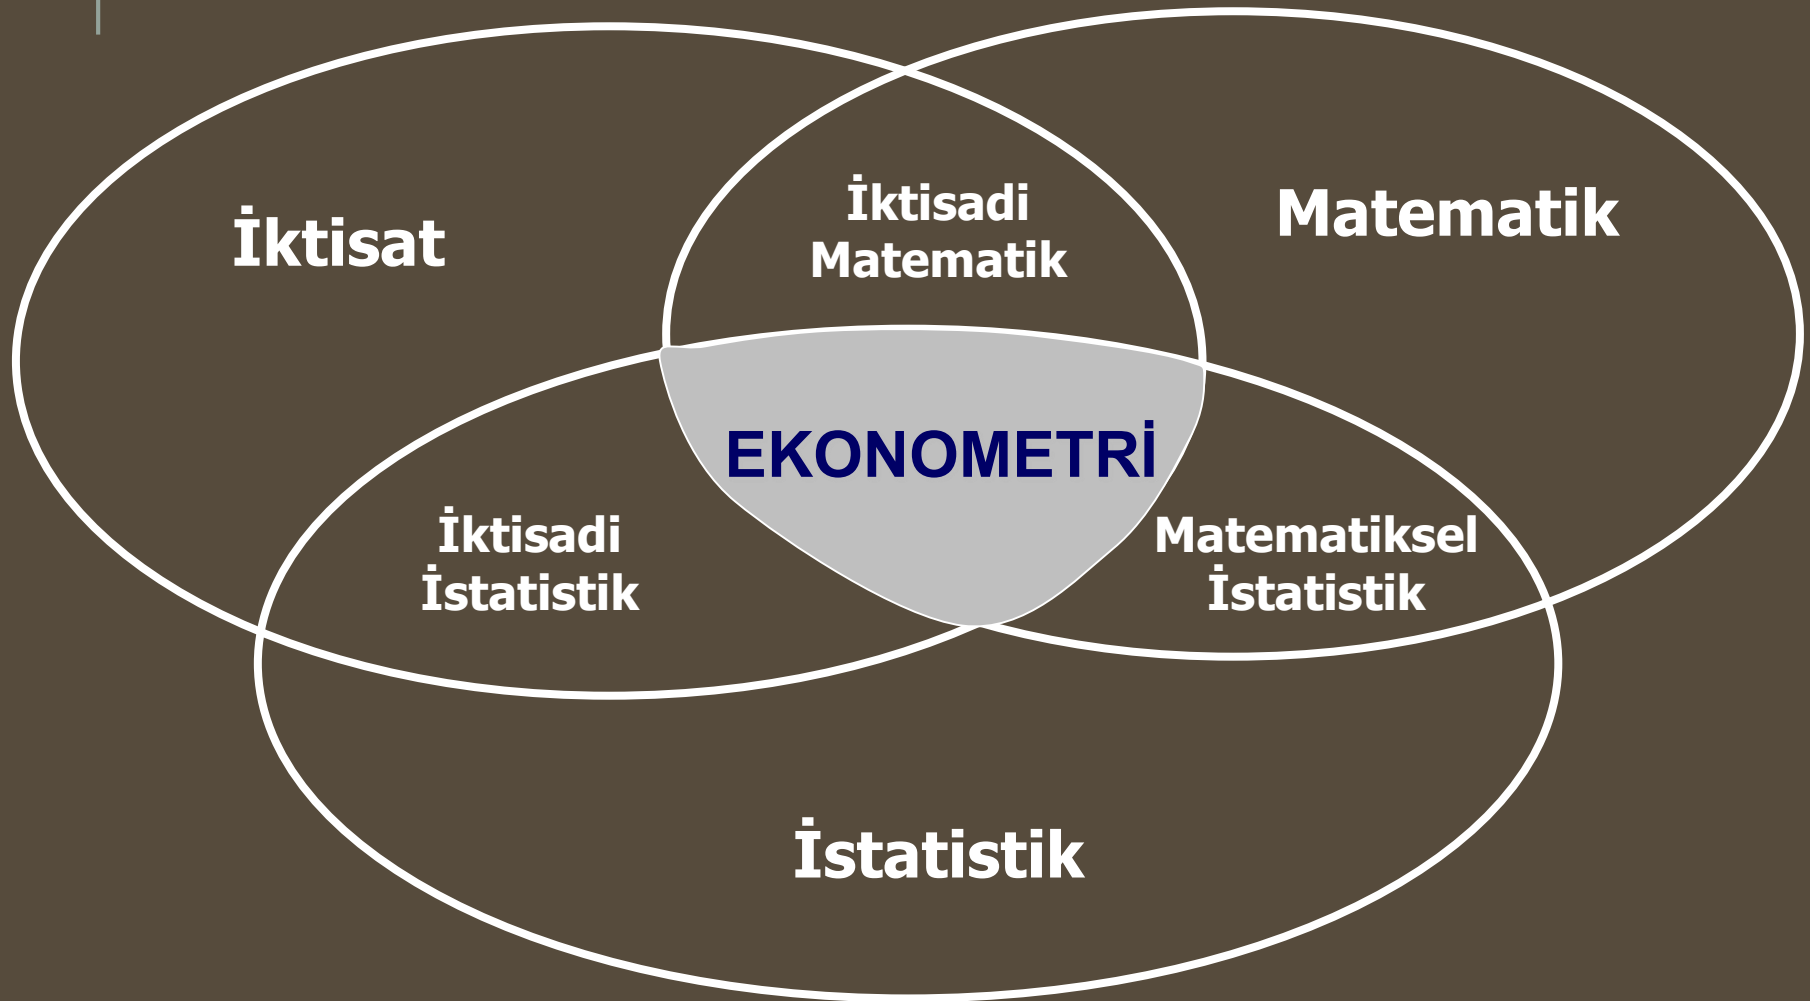 İktisat
İktisadi
Matematik
Matematik
EKONOMETRİ
İktisadi
İstatistik
Matematiksel
İstatistik
İstatistik